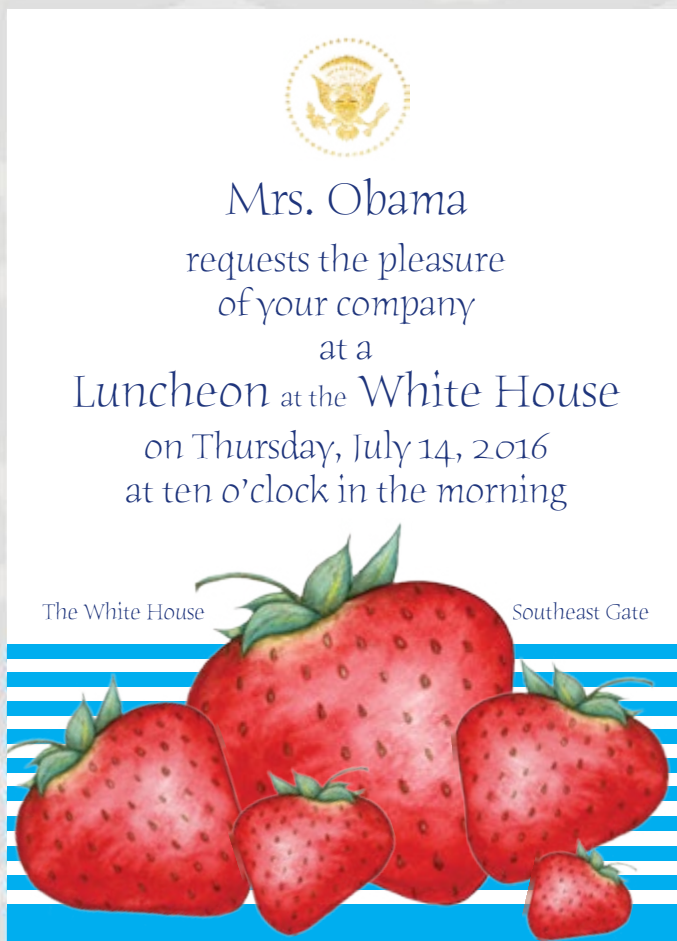 Mrs. Obama
requests the pleasure
of your company
at a
Luncheon at the White House
on Thursday, July 14, 2016
at ten o'clock in the morning
The White House
Southeast Gate